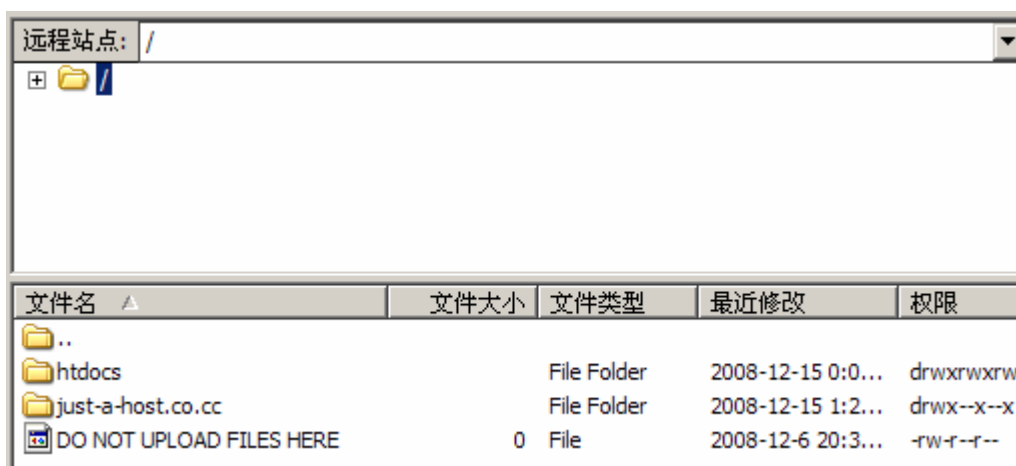 远程站点: /
/
文件名 文件大小 文件类型 最近修改 权限
..
htdocs File Folder 2008-12-15 0:0... drwxrwxrw
just-a-host.co.cc File Folder 2008-12-15 1:2... drwx--x--x
DO NOT UPLOAD FILES HERE 0 File 2008-12-6 20:3... -rw-r--r--